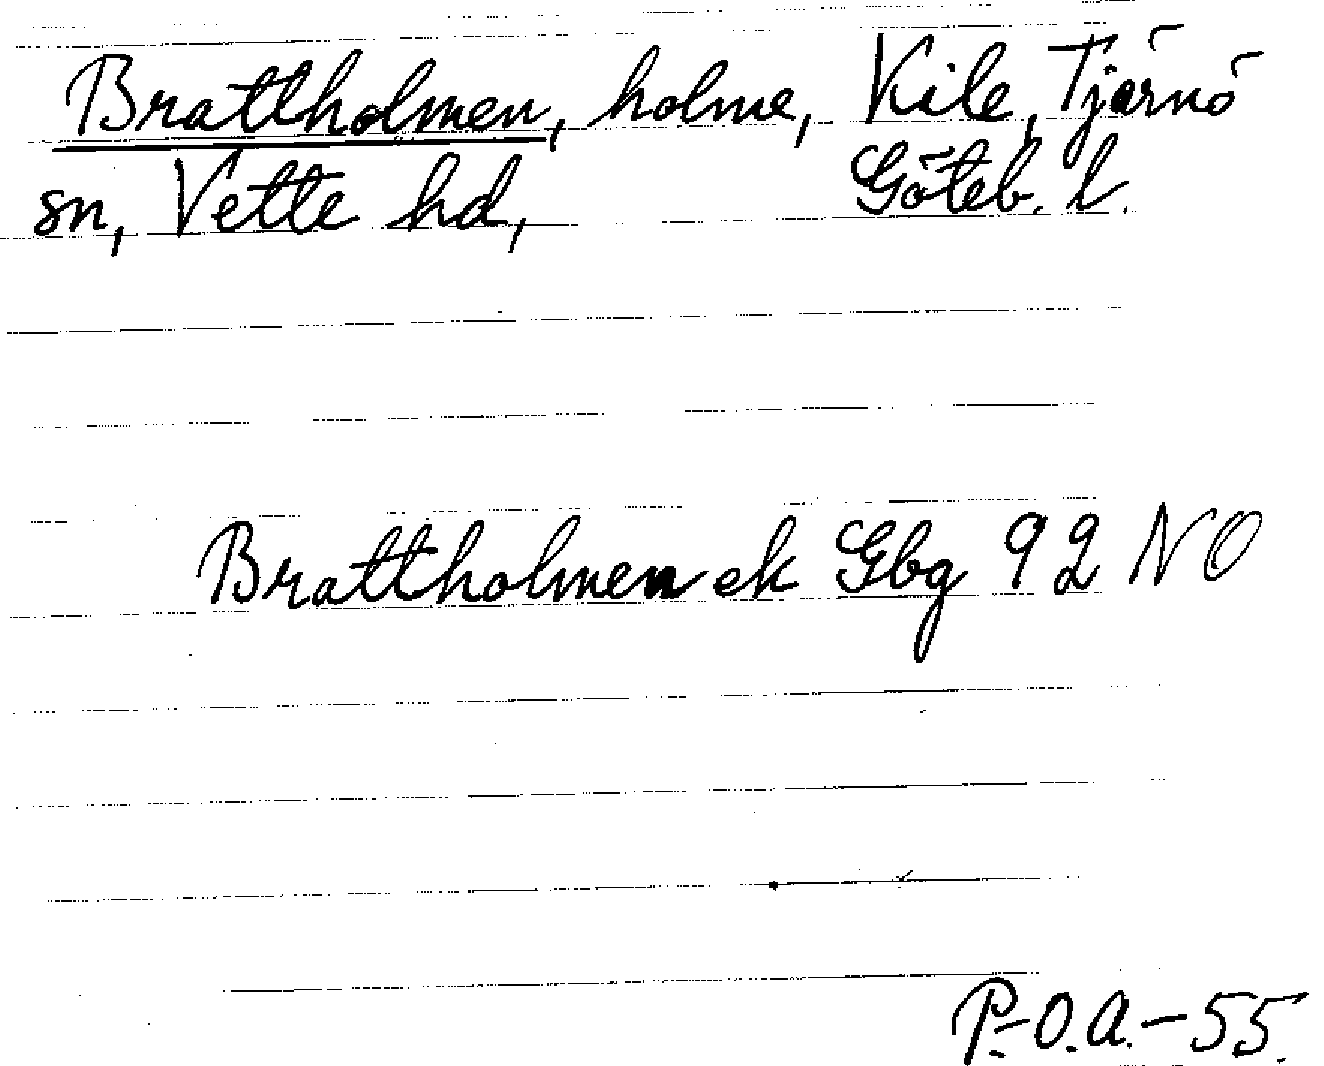 Brattholmen, holme, Kile, Tjärnö
sn, Vette hd, Göteb. l.
Brattholmen ek Gbg 92 NO
P.-O.A.-55.